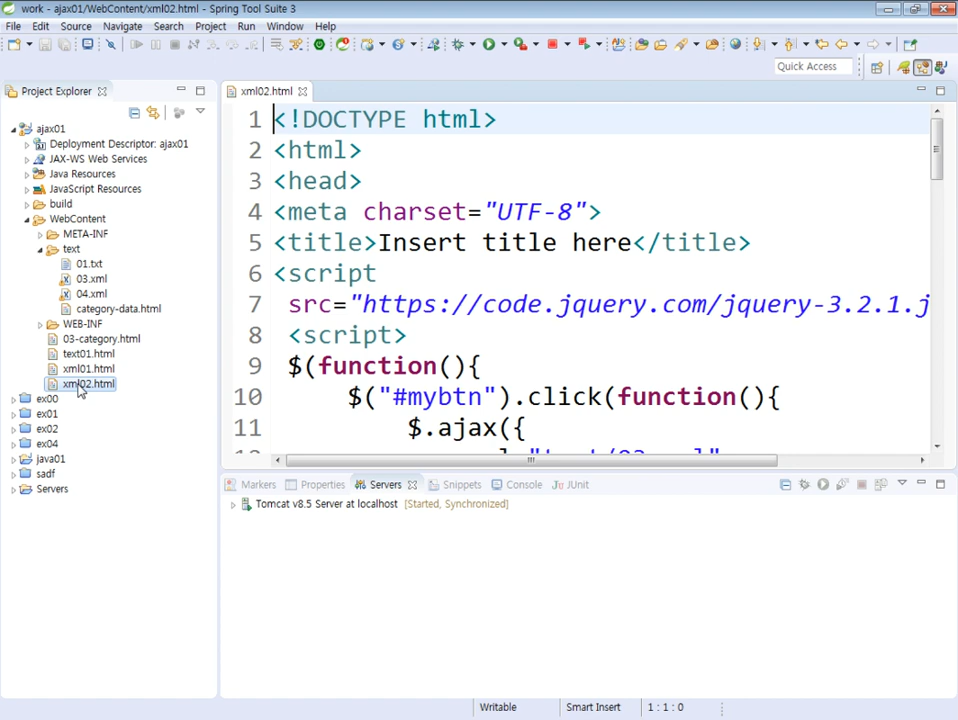 work - ajax01/WebContent/xml02.html - Spring Tool Suite 3
File Edit Source Navigate Search Project Run Window Help
Quick Access
Project Explorer
ajax01
Deployment Descriptor: ajax01
JAX-WS Web Services
Java Resources
JavaScript Resources
build
WebContent
META-INF
text
01.txt
03.xml
04.xml
category-data.html
WEB-INF
03-category.html
text01.html
xml01.html
xml02.html
ex00
ex01
ex02
ex04
java01
sadf
Servers
xml02.html
1 <!DOCTYPE html>
2 <html>
3 <head>
4 <meta charset="UTF-8">
5 <title>Insert title here</title>
6 <script
7 src="https://code.jquery.com/jquery-3.2.1.j
8 <script>
9 $(function(){
10 $("#mybtn").click(function(){
11 $.ajax({
Markers Properties Servers Snippets Console JUnit
Tomcat v8.5 Server at localhost [Started, Synchronized]
Writable Smart Insert 1 : 1 : 0